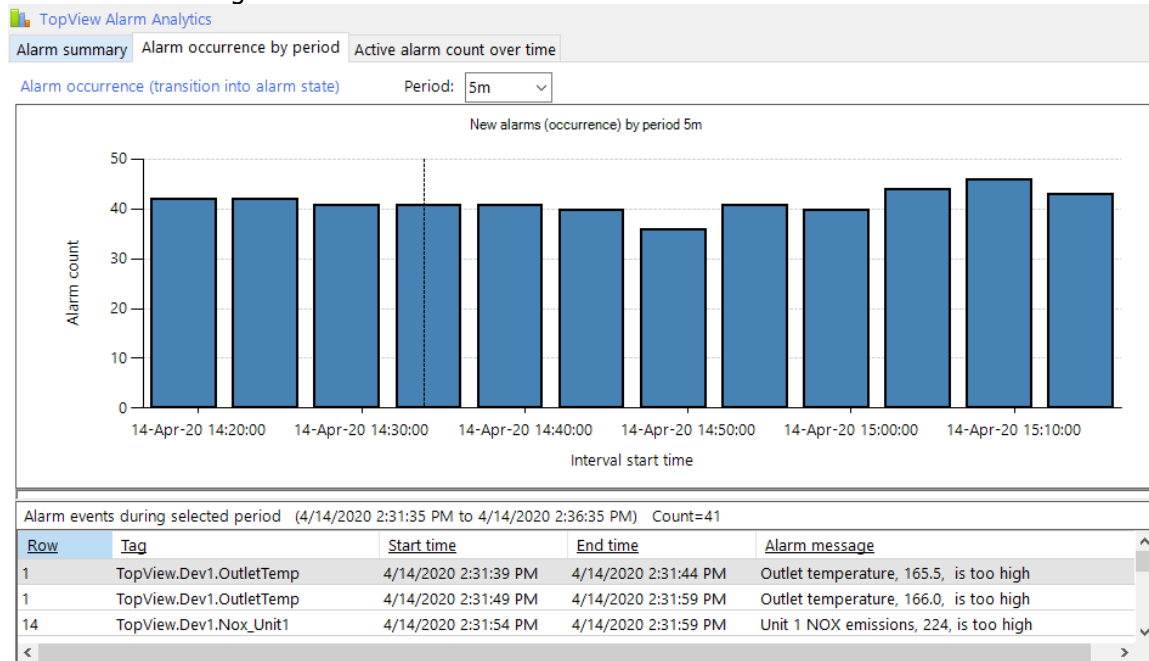 TopView Alarm Analytics
Alarm summary Alarm occurrence by period Active alarm count over time
Alarm occurrence (transition into alarm state) Period: 5m
New alarms (occurrence) by period 5m
50
40
30
20
10
0
Alarm count
14-Apr-20 14:20:00 14-Apr-20 14:30:00 14-Apr-20 14:40:00 14-Apr-20 14:50:00 14-Apr-20 15:00:00 14-Apr-20 15:10:00
Interval start time
Alarm events during selected period (4/14/2020 2:31:35 PM to 4/14/2020 2:36:35 PM) Count=41
Row Tag Start time End time Alarm message
1 TopView.Dev1.OutletTemp 4/14/2020 2:31:39 PM 4/14/2020 2:31:44 PM Outlet temperature, 165.5, is too high
1 TopView.Dev1.OutletTemp 4/14/2020 2:31:49 PM 4/14/2020 2:31:59 PM Outlet temperature, 166.0, is too high
14 TopView.Dev1.Nox_Unit1 4/14/2020 2:31:54 PM 4/14/2020 2:31:59 PM Unit 1 NOX emissions, 224, is too high